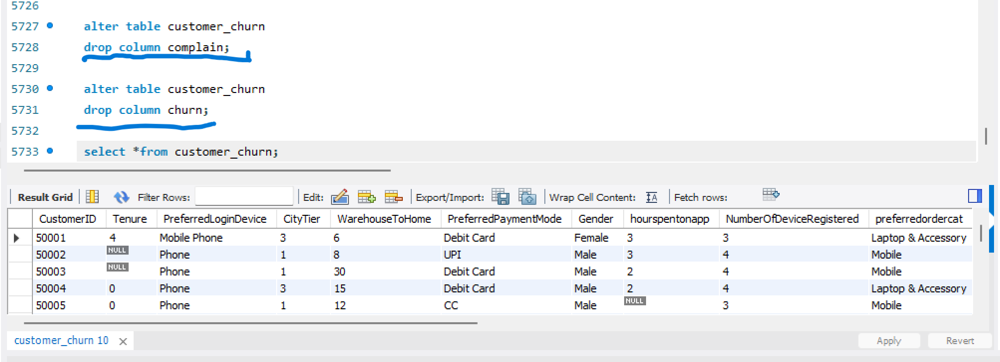 5726
5727 alter table customer_churn
5728 drop column complain;
5729
5730 alter table customer_churn
5731 drop column churn;
5732
5733 select *from customer_churn;
Result Grid Filter Rows: Edit: Export/Import: Wrap Cell Content: Fetch rows:
CustomerID Tenure PreferredLoginDevice CityTier WarehouseToHome PreferredPaymentMode Gender hourspentonapp NumberOfDeviceRegistered preferredordercat
50001 4 Mobile Phone 3 6 Debit Card Female 3 3 Laptop & Accessory
50002 NULL Phone 1 8 UPI Male 3 4 Mobile
50003 NULL Phone 1 30 Debit Card Male 2 4 Mobile
50004 0 Phone 3 15 Debit Card Male 2 4 Laptop & Accessory
50005 0 Phone 1 12 CC Male NULL 3 Mobile
customer_churn 10 Apply Revert